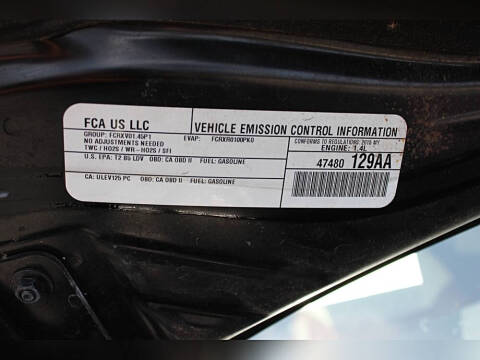 FCA US LLC
VEHICLE EMISSION CONTROL INFORMATION
GROUP: FCRXV01.45P1 EVAP: FCRXR0100PK0
CONFORMS TO REGULATIONS: 2015 MY
NO ADJUSTMENTS NEEDED
ENGINE: 1.4L
TWC / HO2S / WR-HO2S / SFI
47480 129AA
U.S. EPA: T2 B5 LDV OBD: CA OBD II FUEL: GASOLINE
CA: ULEV125 PC OBD: CA OBD II FUEL: GASOLINE